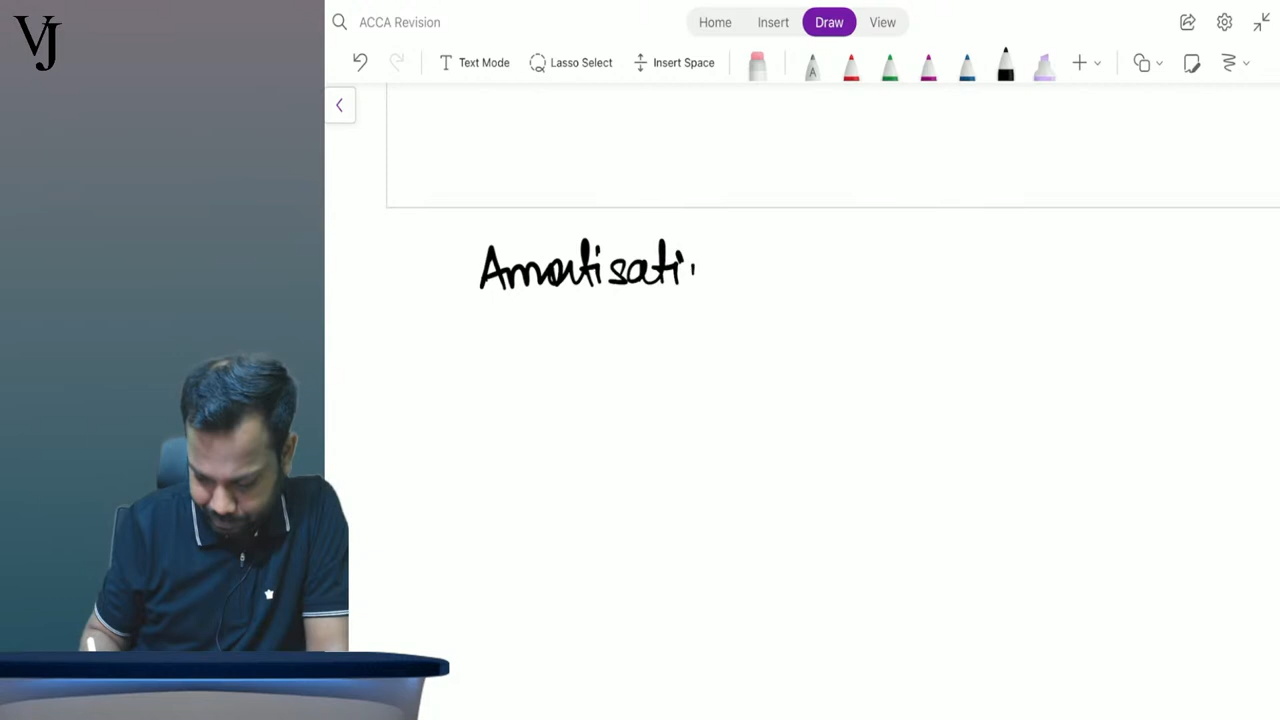 VJ
ACCA Revision
Home Insert Draw View
Text Mode Lasso Select Insert Space
Amortisati